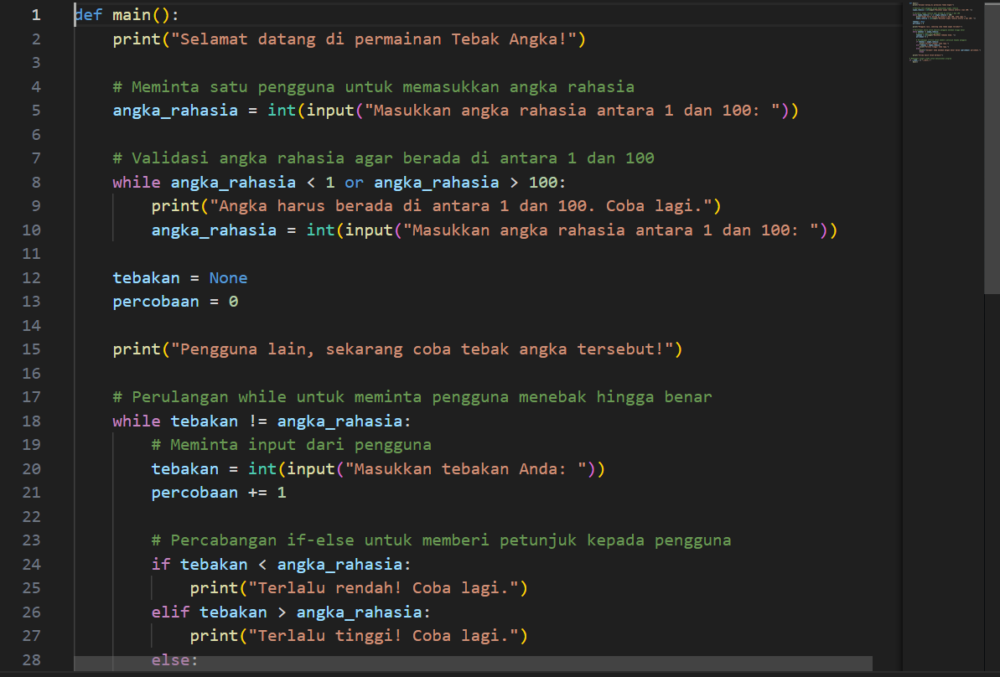 1 def main():
2 print("Selamat datang di permainan Tebak Angka!")
3
4 # Meminta satu pengguna untuk memasukkan angka rahasia
5 angka_rahasia = int(input("Masukkan angka rahasia antara 1 dan 100: "))
6
7 # Validasi angka rahasia agar berada di antara 1 dan 100
8 while angka_rahasia < 1 or angka_rahasia > 100:
9 print("Angka harus berada di antara 1 dan 100. Coba lagi.")
10 angka_rahasia = int(input("Masukkan angka rahasia antara 1 dan 100: "))
11
12 tebakan = None
13 percobaan = 0
14
15 print("Pengguna lain, sekarang coba tebak angka tersebut!")
16
17 # Perulangan while untuk meminta pengguna menebak hingga benar
18 while tebakan != angka_rahasia:
19 # Meminta input dari pengguna
20 tebakan = int(input("Masukkan tebakan Anda: "))
21 percobaan += 1
22
23 # Percabangan if-else untuk memberi petunjuk kepada pengguna
24 if tebakan < angka_rahasia:
25 print("Terlalu rendah! Coba lagi.")
26 elif tebakan > angka_rahasia:
27 print("Terlalu tinggi! Coba lagi.")
28 else: